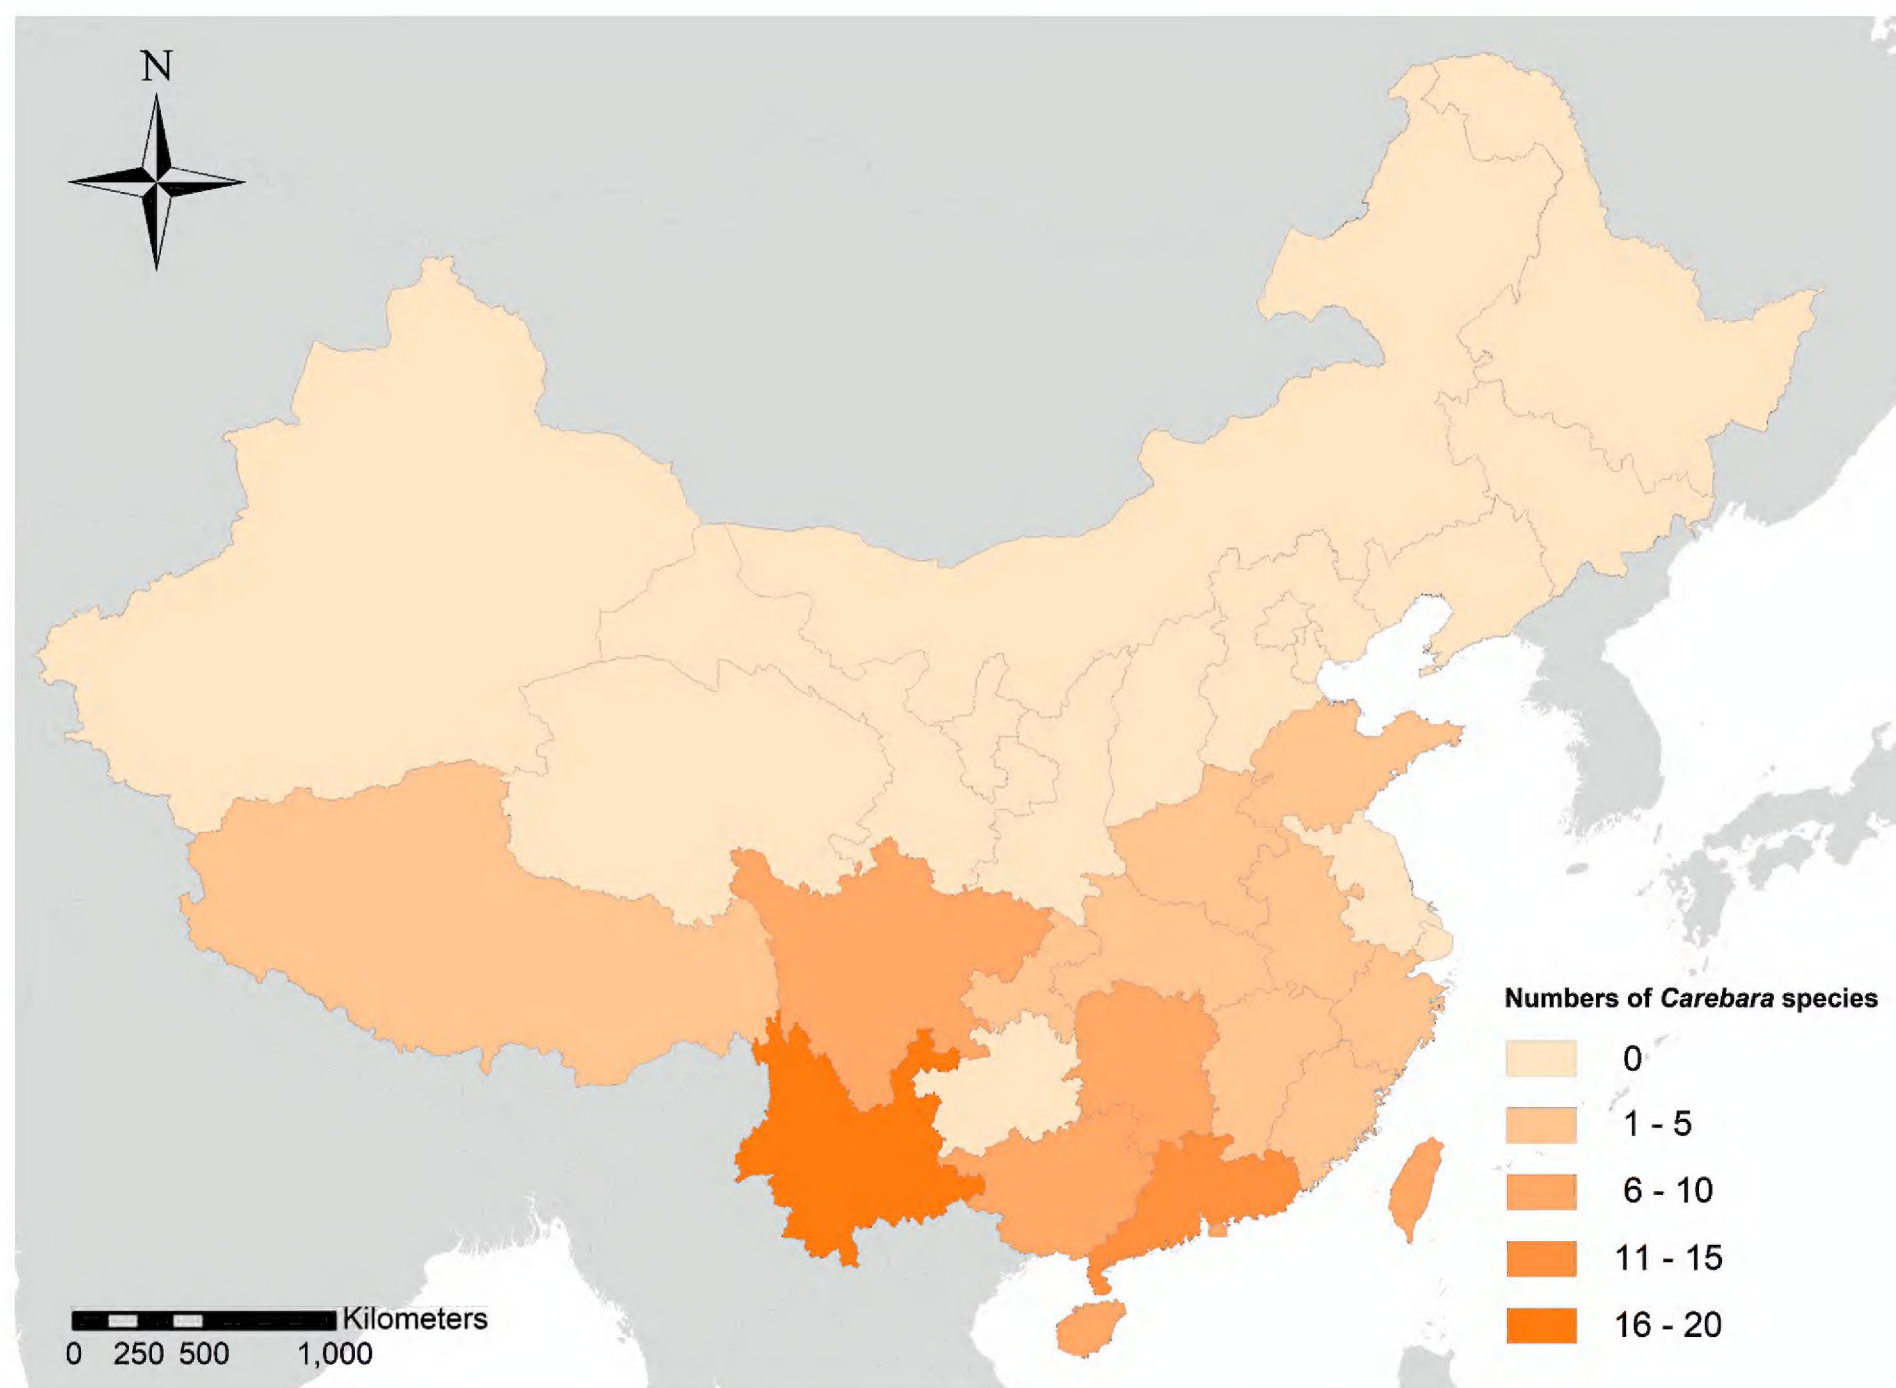 N
Numbers of Carebara species
0
1 - 5
6 - 10
11 - 15
16 - 20
Kilometers
0 250 500 1,000